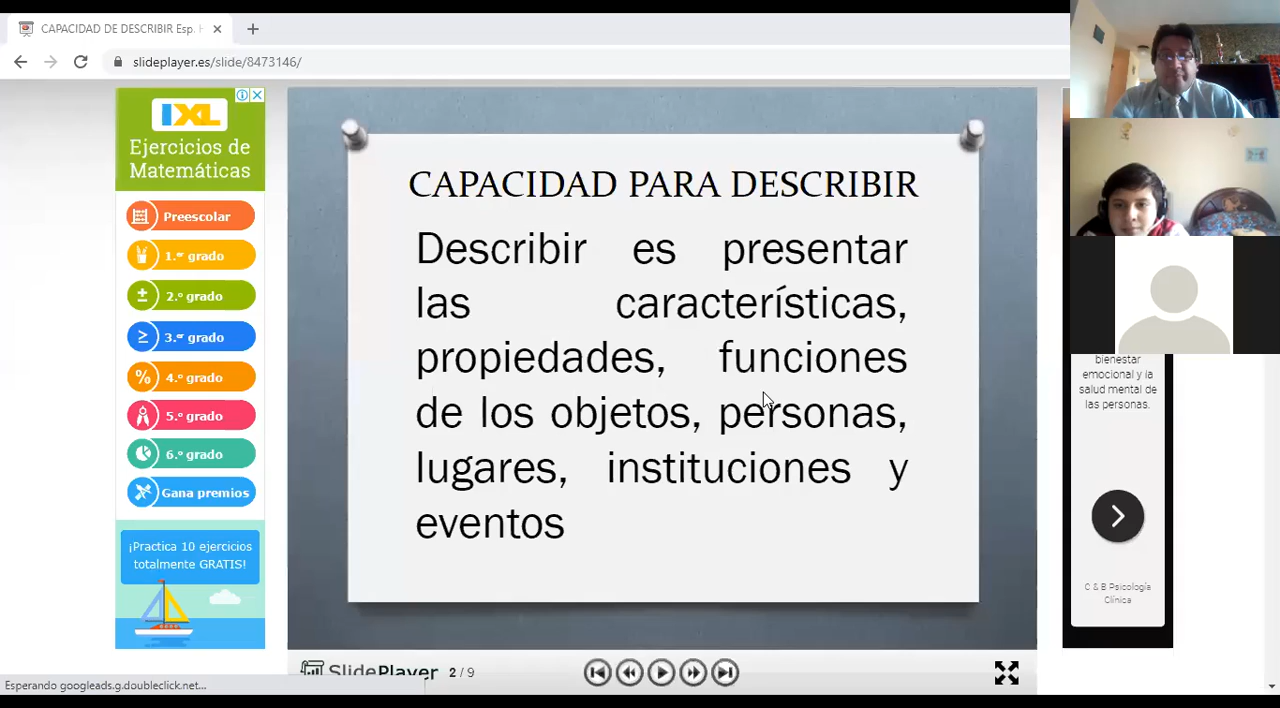 CAPACIDAD DE DESCRIBIR Esp.
slideplayer.es/slide/8473146/
IXL
Ejercicios de
Matemáticas
Preescolar
1.er grado
2.º grado
3.er grado
4.º grado
5.º grado
6.º grado
Gana premios
¡Practica 10 ejercicios
totalmente GRATIS!
CAPACIDAD PARA DESCRIBIR
Describir es presentar
las características,
propiedades, funciones
de los objetos, personas,
lugares, instituciones y
eventos
bienestar
emocional y la
salud mental de
las personas.
C & B Psicología
Clínica
SlidePlayer
2 / 9
Esperando googleads.g.doubleclick.net...